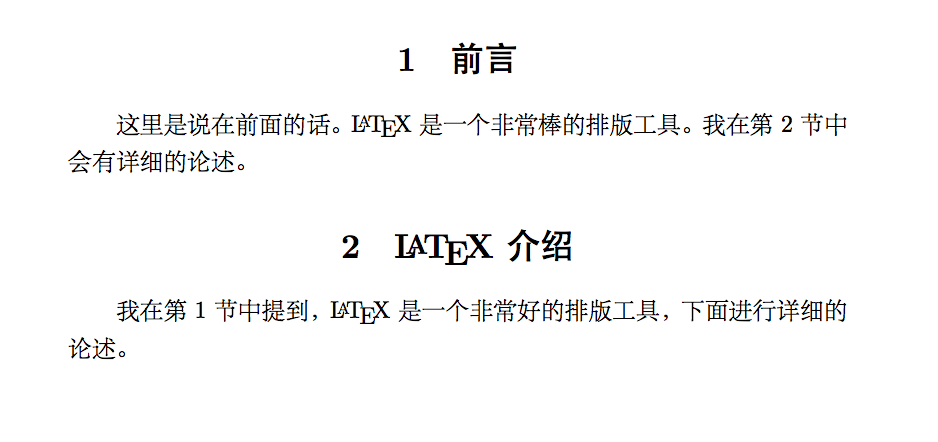 1 前言
这里是说在前面的话。LATEX 是一个非常棒的排版工具。我在第 2 节中
会有详细的论述。
2 LATEX 介绍
我在第 1 节中提到，LATEX 是一个非常好的排版工具，下面进行详细的
论述。